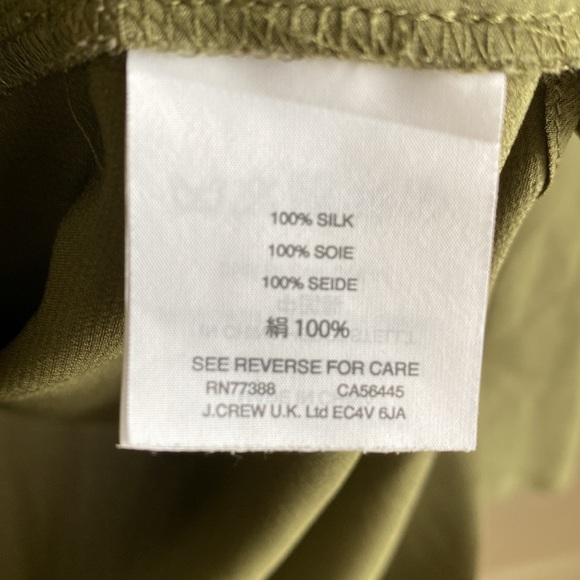 100% SILK
100% SOIE
100% SEIDE
絹 100%
SEE REVERSE FOR CARE
RN77388 CA56445
J.CREW U.K. Ltd EC4V 6JA